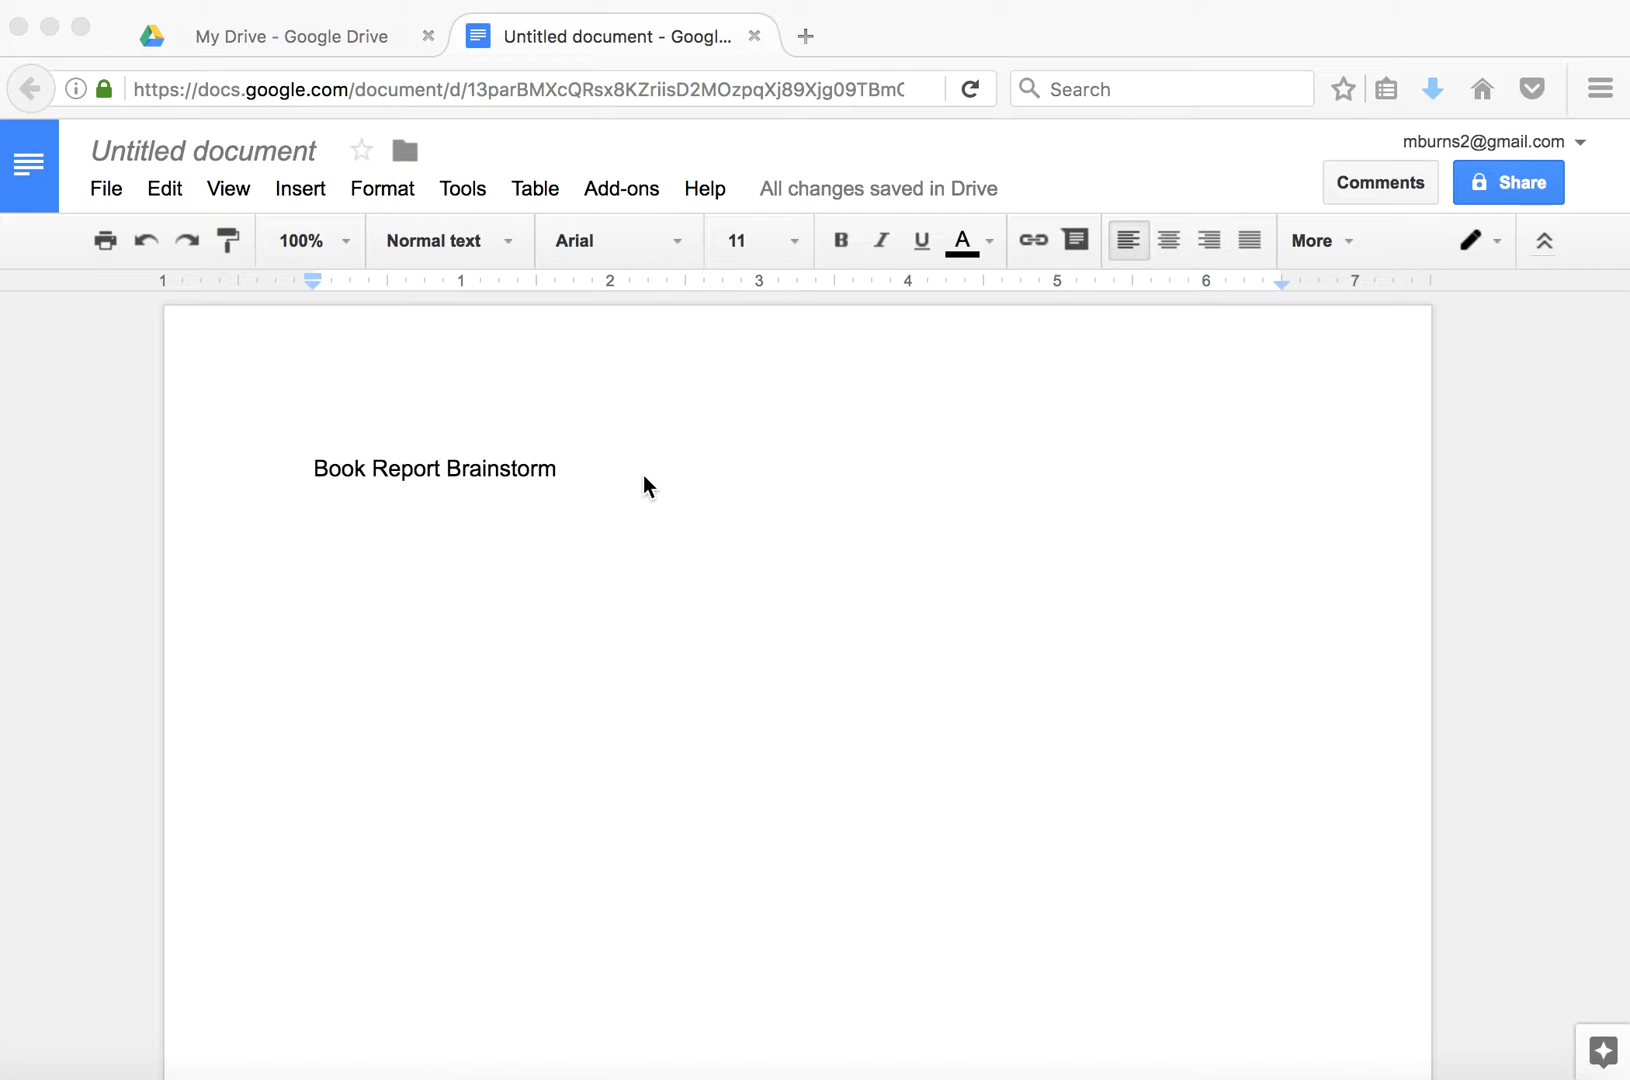 My Drive - Google Drive
Untitled document - Googl...
https://docs.google.com/document/d/13parBMXcQRsx8KZriisD2MOzpqXj89Xjg09TBmC
Search
Untitled document
mburns2@gmail.com
File Edit View Insert Format Tools Table Add-ons Help All changes saved in Drive
Comments
Share
100% Normal text Arial 11 B I U A More
1 1 2 3 4 5 6 7
Book Report Brainstorm